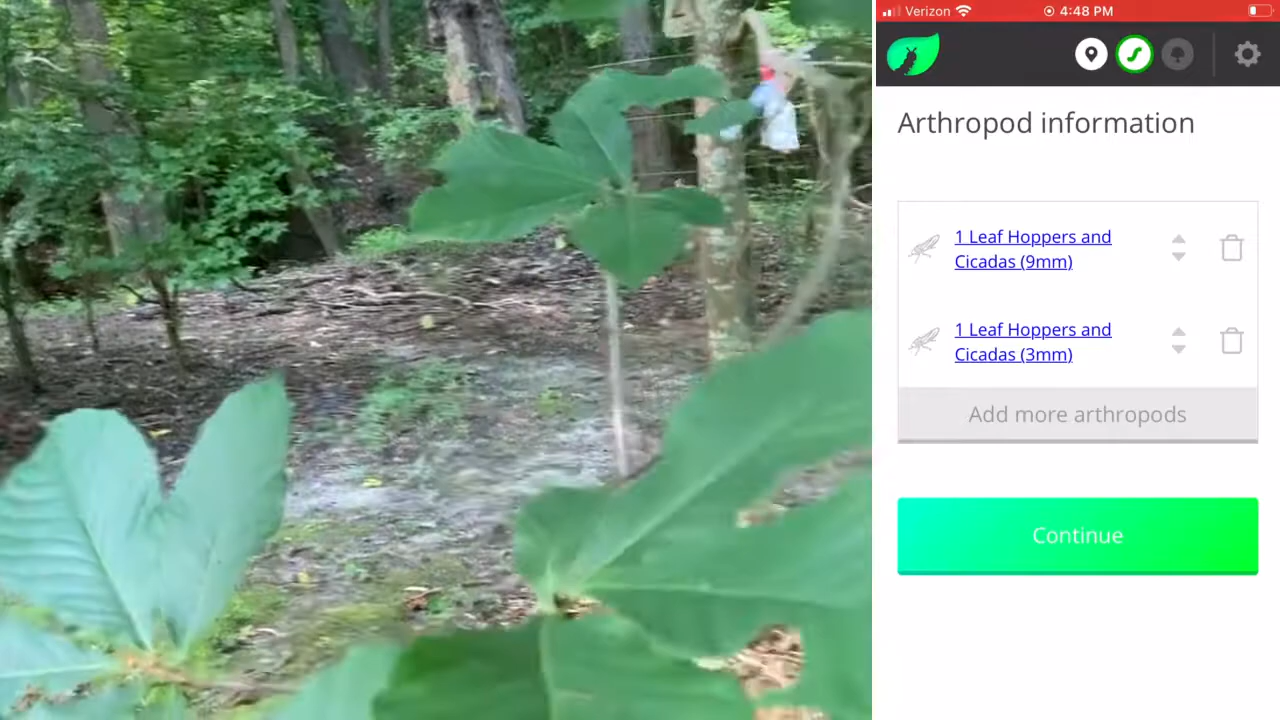 Verizon
4:48 PM
Arthropod information
1 Leaf Hoppers and
Cicadas (9mm)
1 Leaf Hoppers and
Cicadas (3mm)
Add more arthropods
Continue